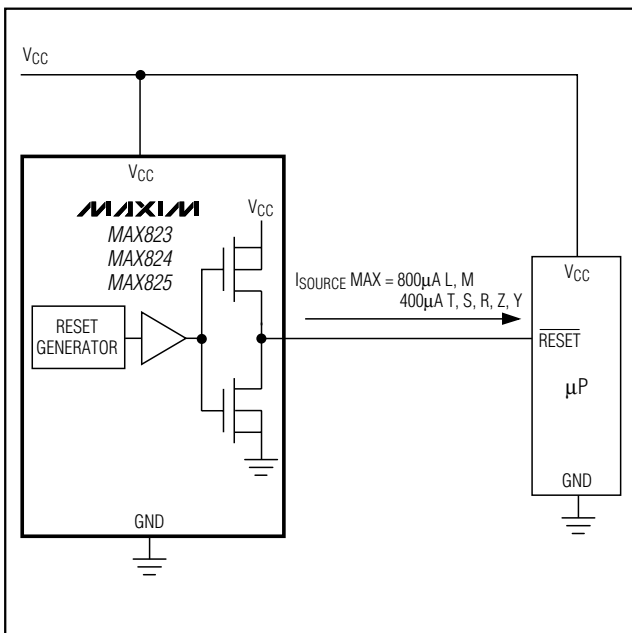 VCC
VCC
MAXIM
MAX823
MAX824
MAX825
VCC
RESET
GENERATOR
ISOURCE MAX = 800µA L, M
400µA T, S, R, Z, Y
VCC
RESET
µP
GND
GND